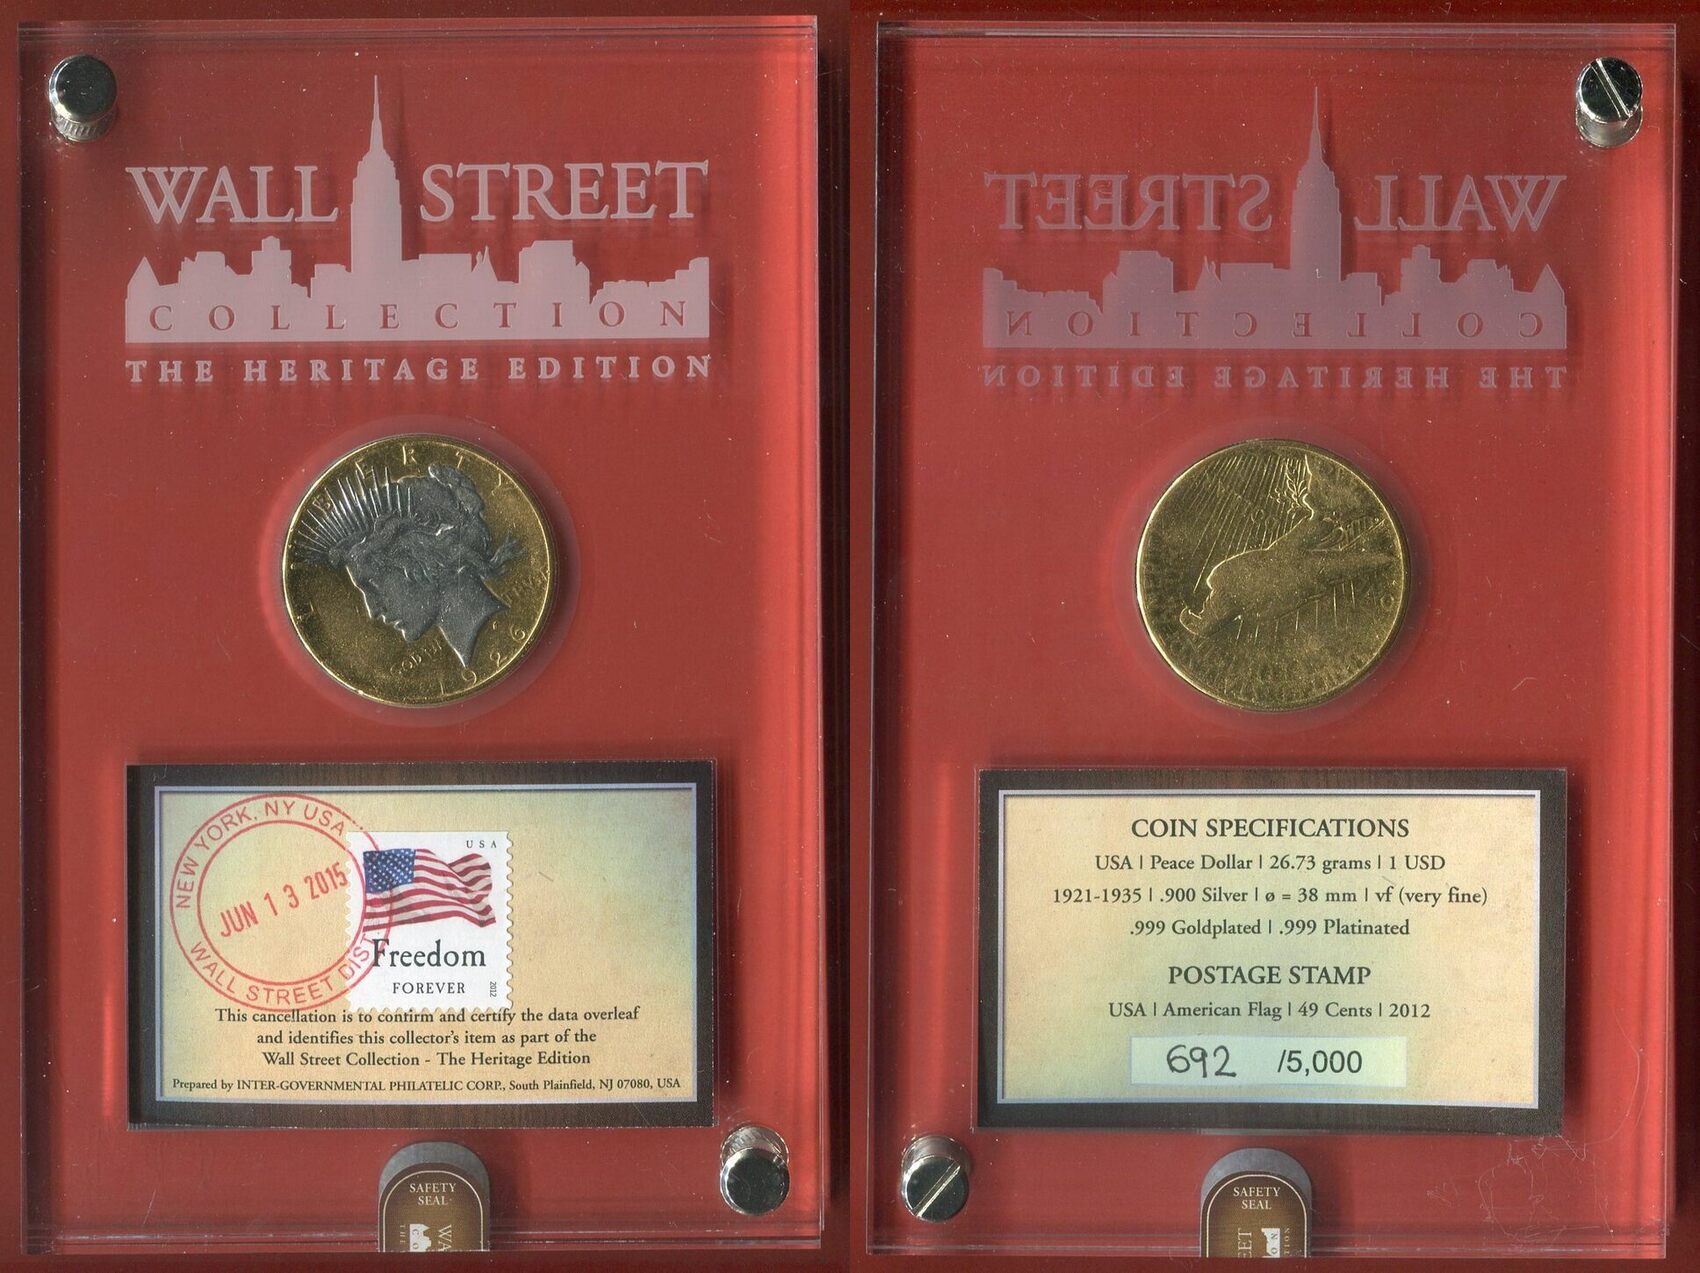 WALL STREET
COLLECTION
THE HERITAGE EDITION
LIBERTY
GOD
1926
NEW YORK, NY USA
JUN 13 2015
WALL STREET DIST
USA
Freedom
FOREVER
2012
This cancellation is to confirm and certify the data overleaf
and identifies this collector's item as part of the
Wall Street Collection - The Heritage Edition
Prepared by INTER-GOVERNMENTAL PHILATELIC CORP., South Plainfield, NJ 07080, USA
SAFETY
SEAL
WALL STREET
COLLECTION
THE HERITAGE EDITION
COIN SPECIFICATIONS
USA | Peace Dollar | 26.73 grams | 1 USD
1921-1935 | .900 Silver | ø = 38 mm | vf (very fine)
.999 Goldplated | .999 Platinated
POSTAGE STAMP
USA | American Flag | 49 Cents | 2012
692 /5,000
SAFETY
SEAL